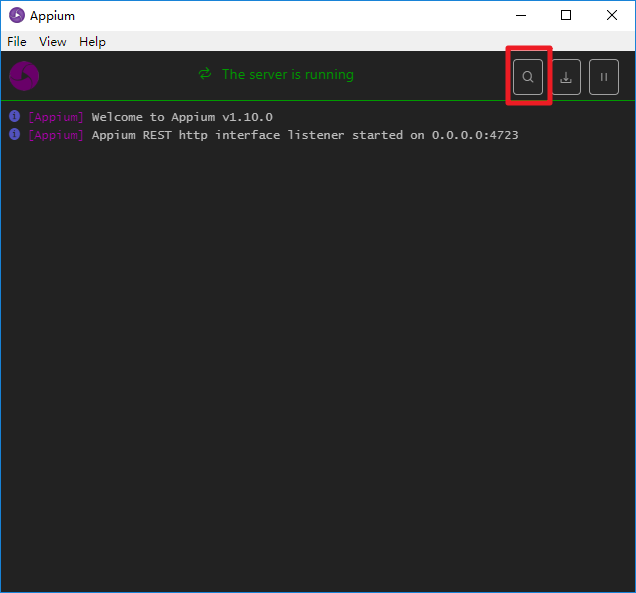 Appium
File View Help
The server is running
[Appium] Welcome to Appium v1.10.0
[Appium] Appium REST http interface listener started on 0.0.0.0:4723